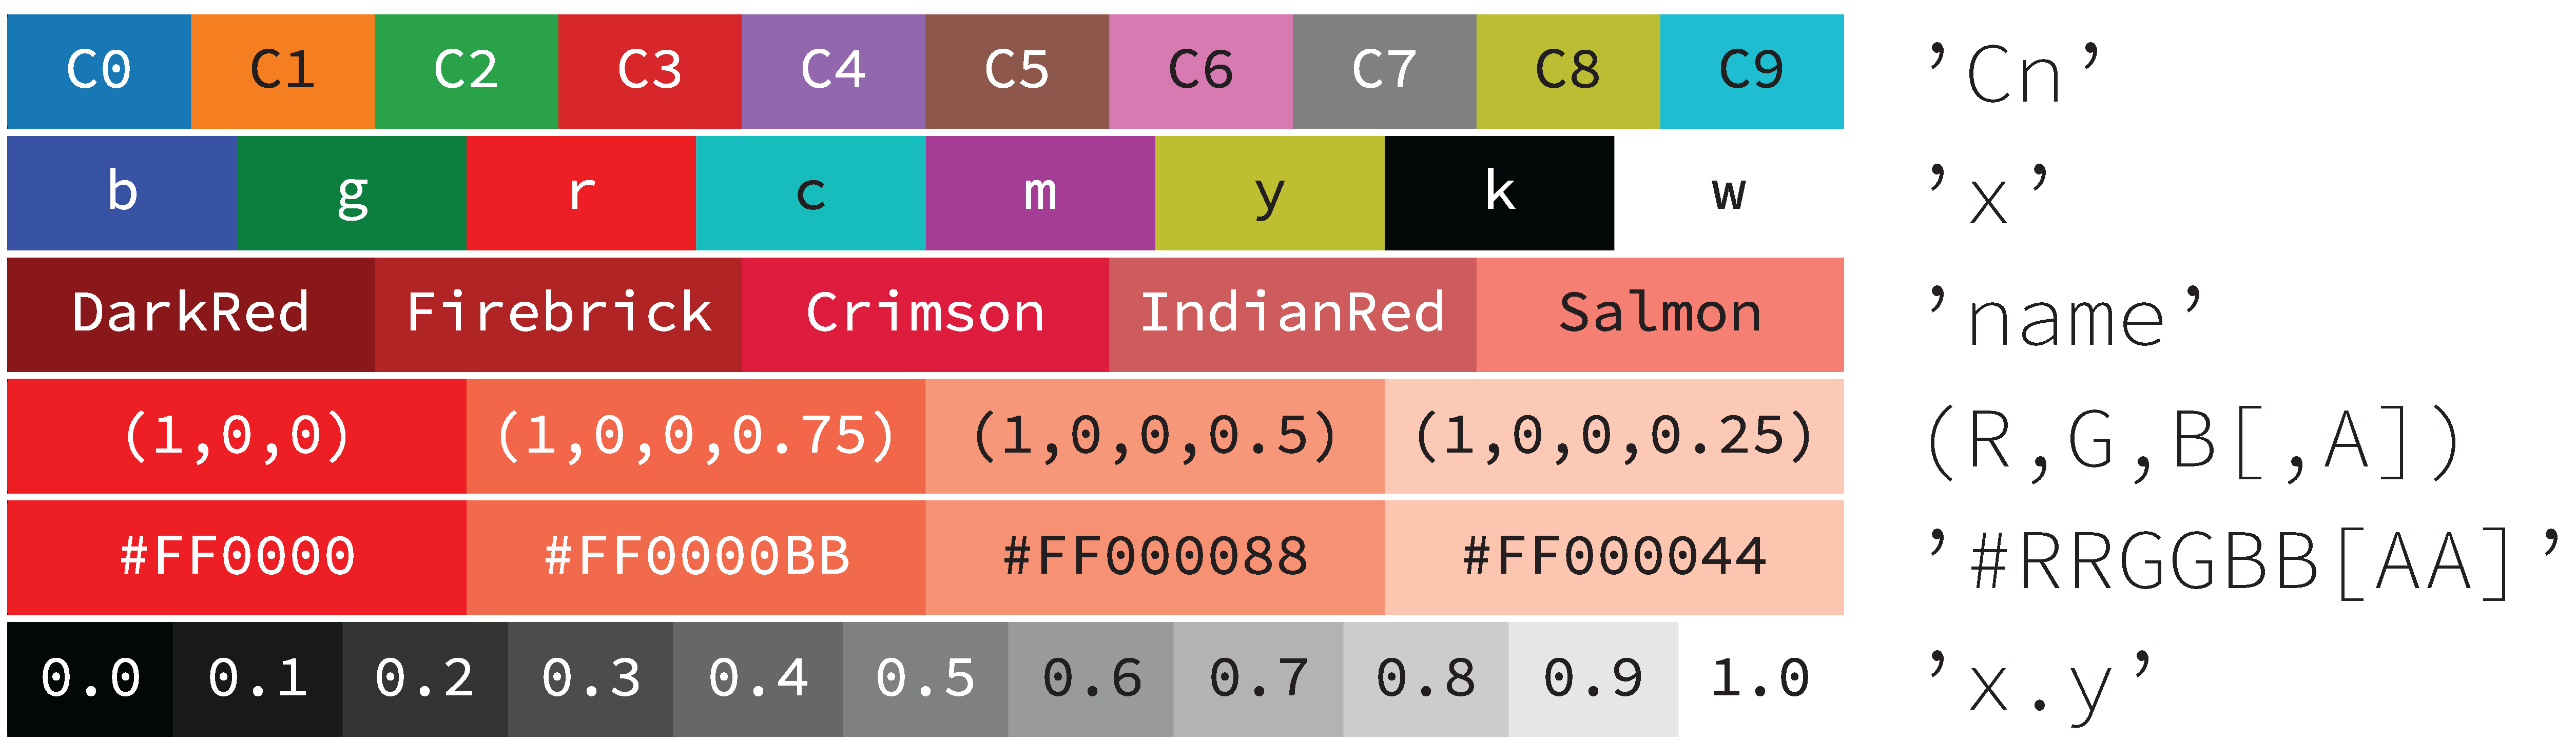 C0 C1 C2 C3 C4 C5 C6 C7 C8 C9 ’Cn’
b g r c m y k w ’x’
DarkRed Firebrick Crimson IndianRed Salmon ’name’
(1,0,0) (1,0,0,0.75) (1,0,0,0.5) (1,0,0,0.25) (R,G,B[,A])
#FF0000 #FF0000BB #FF000088 #FF000044 ’#RRGGBB[AA]’
0.0 0.1 0.2 0.3 0.4 0.5 0.6 0.7 0.8 0.9 1.0 ’x.y’